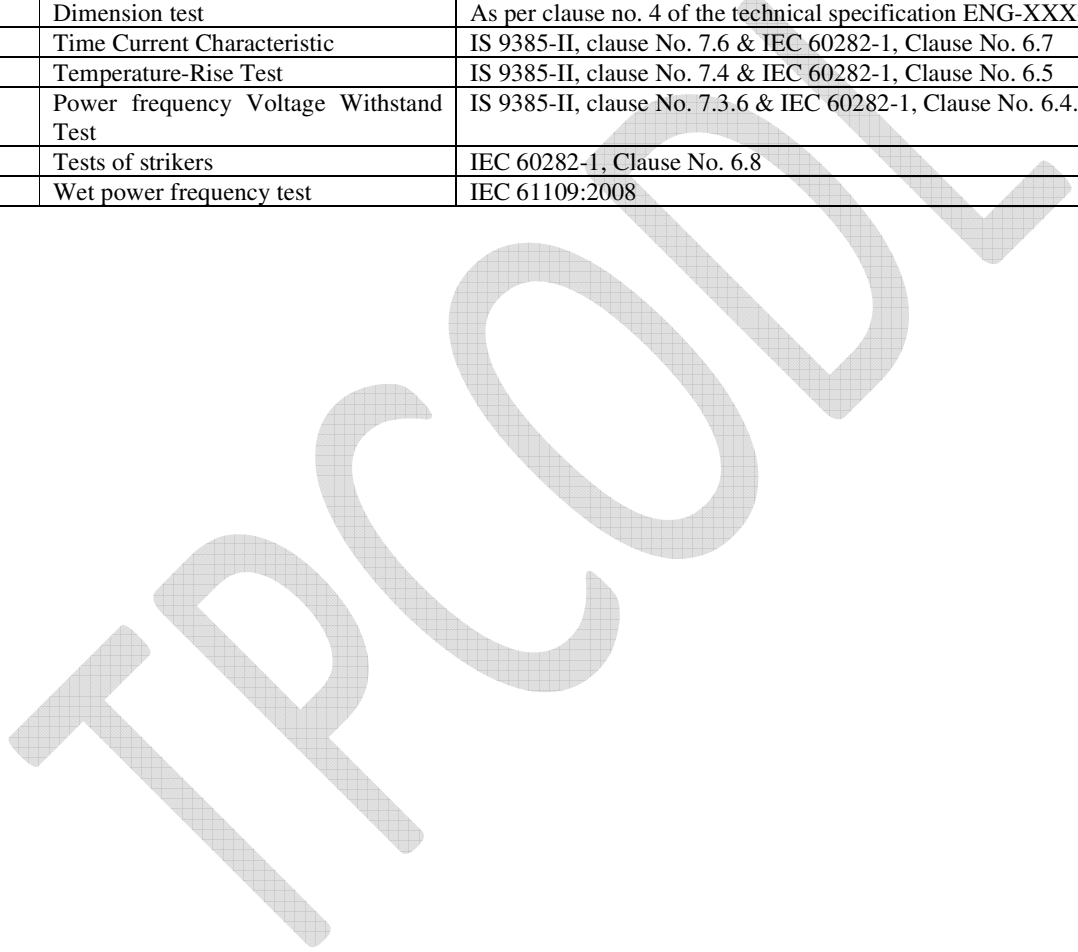 Dimension test As per clause no. 4 of the technical specification ENG-XXX
Time Current Characteristic IS 9385-II, clause No. 7.6 & IEC 60282-1, Clause No. 6.7
Temperature-Rise Test IS 9385-II, clause No. 7.4 & IEC 60282-1, Clause No. 6.5
Power frequency Voltage Withstand IS 9385-II, clause No. 7.3.6 & IEC 60282-1, Clause No. 6.4.
Test
Tests of strikers IEC 60282-1, Clause No. 6.8
Wet power frequency test IEC 61109:2008
TPCODL